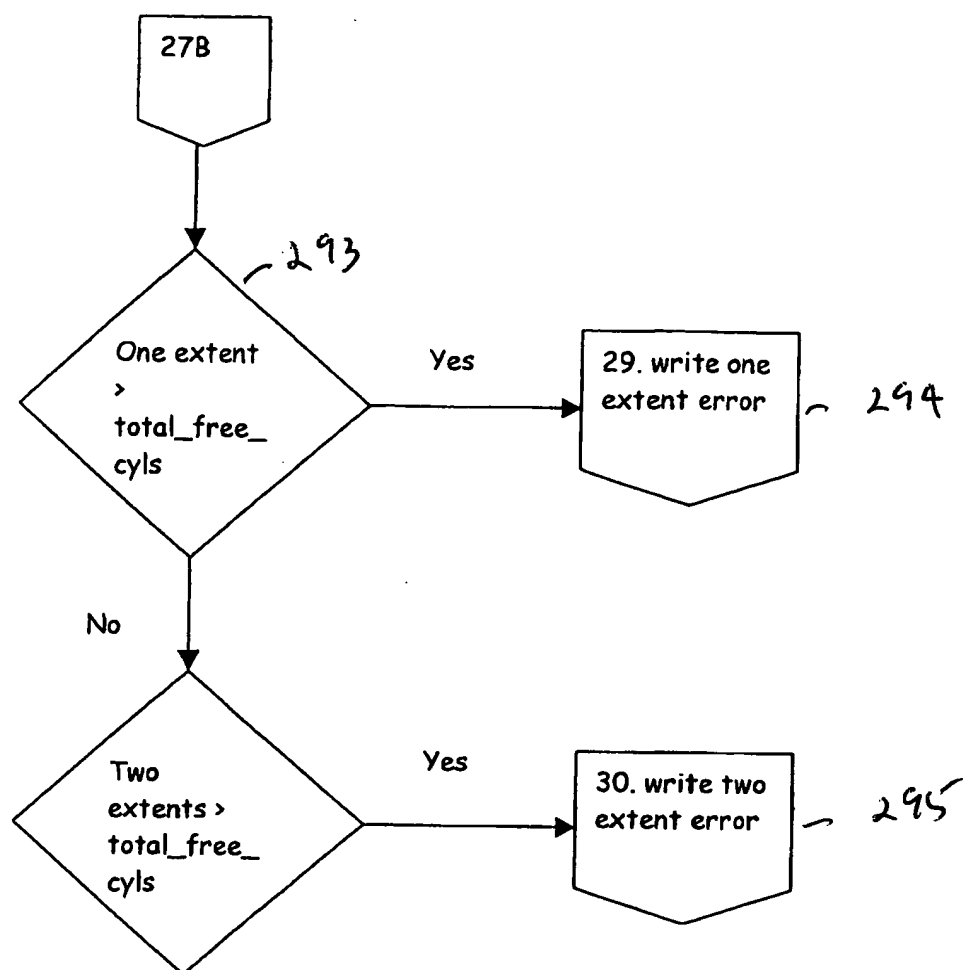 27B
293
One extent
>
total_free_
cyls
Yes
29. write one
extent error
294
No
Two
extents >
total_free_
cyls
Yes
30. write two
extent error
295